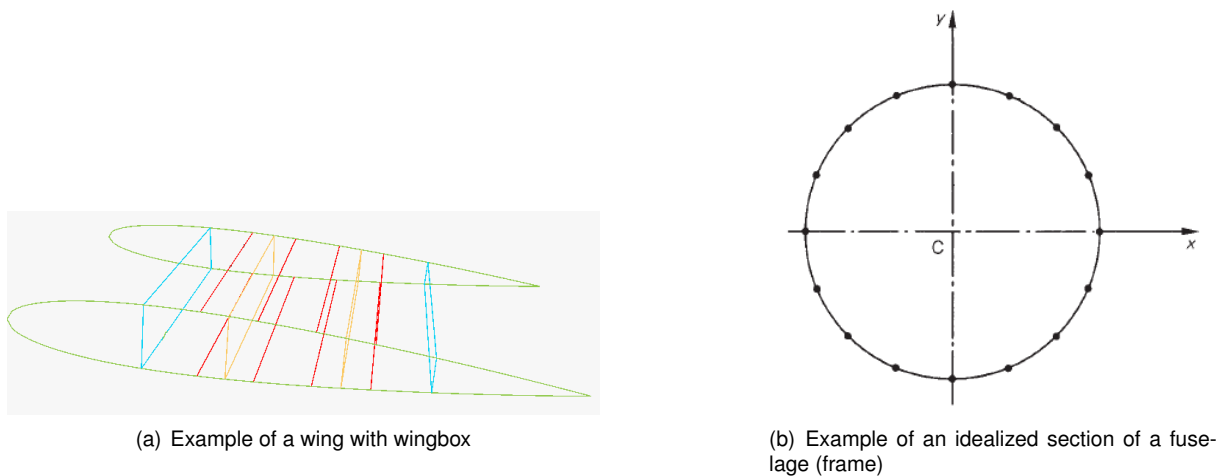 y
C
x
(a) Example of a wing with wingbox
(b) Example of an idealized section of a fuse-
lage (frame)